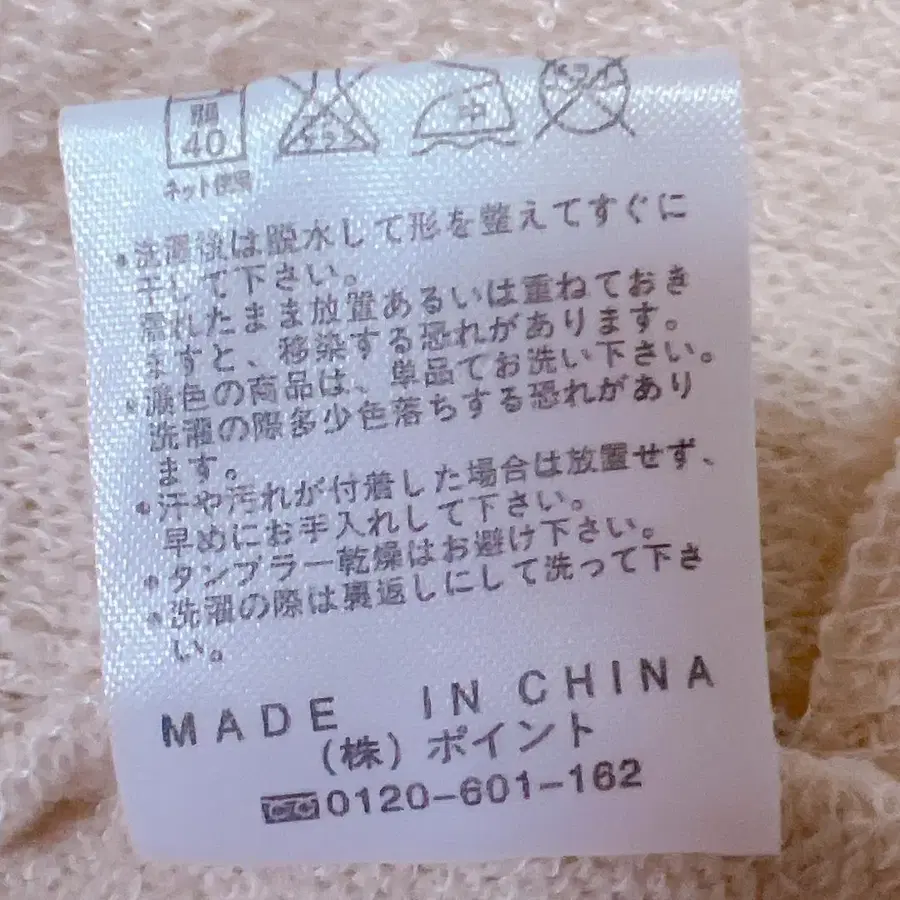 弱
40
エンソ
中
ドライ
ネット使用
・洗濯後は脱水して形を整えてすぐに
干して下さい。
濡れたまま放置あるいは重ねておき
ますと、移染する恐れがあります。
・濃色の商品は、単品でお洗い下さい。
洗濯の際多少色落ちする恐れがあり
ます。
・汗や汚れが付着した場合は放置せず、
早めにお手入れして下さい。
・タンブラー乾燥はお避け下さい。
・洗濯の際は裏返しにして洗って下さ
い。
MADE IN CHINA
(株)ポイント
0120-601-162